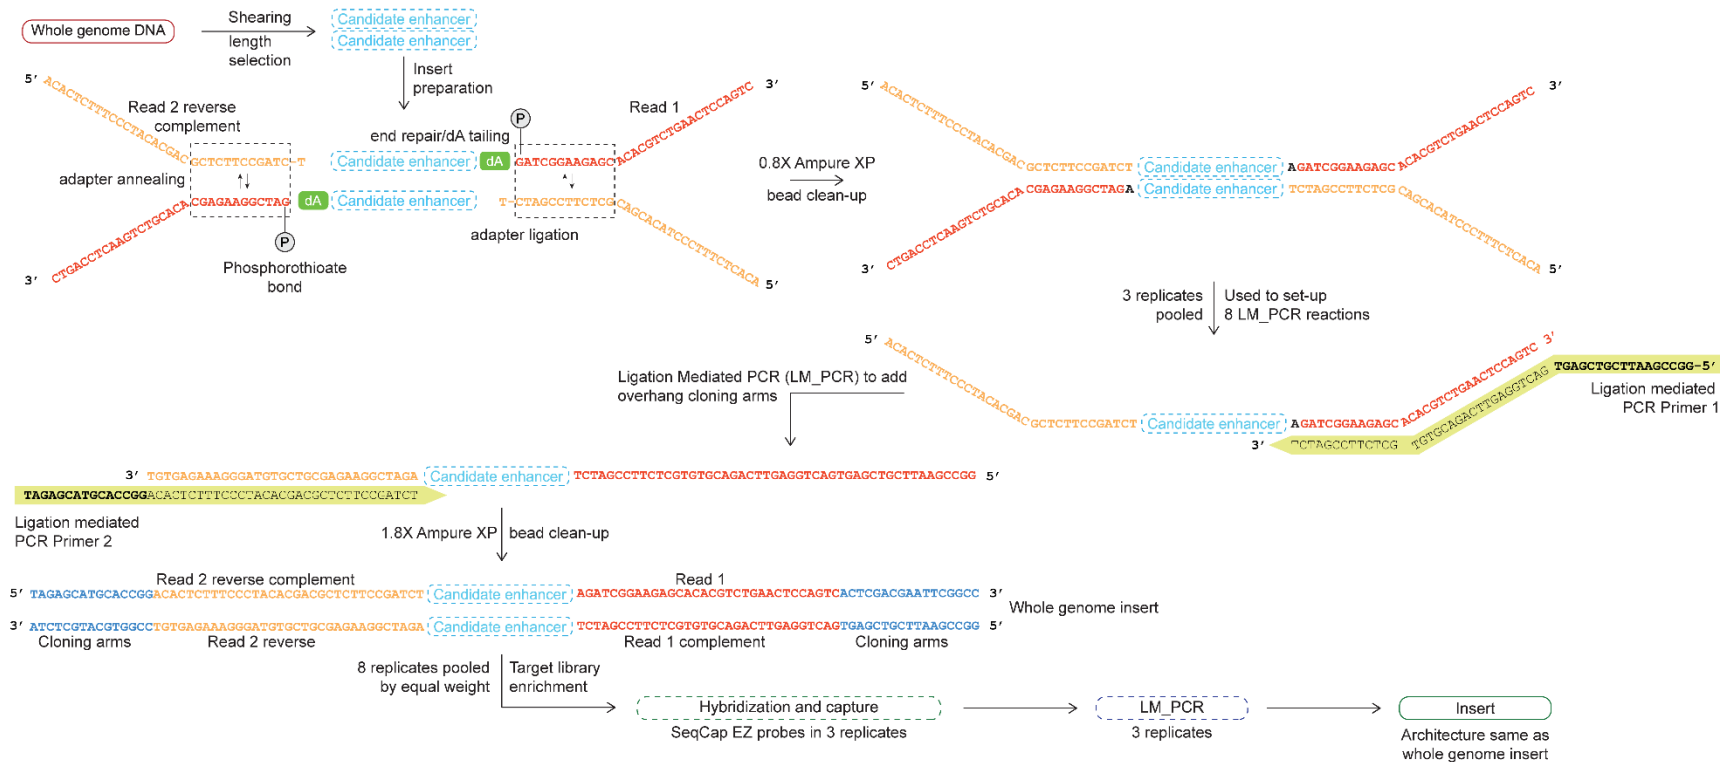 Whole genome DNA
Shearing
length
selection
Candidate enhancer
Candidate enhancer
Insert
preparation
5’ ACACTCTTTCCCTACACGAC
GCTCTTCCGATC-T
Read 2 reverse
complement
adapter annealing
CGAGAAGGCTAG
3’ CTGACCTCAAGTCTGCACA
P
Phosphorothioate
bond
dA
Candidate enhancer
end repair/dA tailing
P
Candidate enhancer
dA
GATCGGAAGAGC
ACACGTCTGAACTCCAGTC 3’
Read 1
T-CTAGCCTTCTCG
CAGCACATCCCTTTCTCACA
5’
adapter ligation
0.8X Ampure XP
bead clean-up
5’ ACACTCTTTCCCTACACGAC
GCTCTTCCGATCT
Candidate enhancer
AGATCGGAAGAGC
ACACGTCTGAACTCCAGTC 3’
3’ CTGACCTCAAGTCTGCACA
CGAGAAGGCTAGA
Candidate enhancer
TCTAGCCTTCTCG
CAGCACATCCCTTTCTCACA
5’
3 replicates
pooled
Used to set-up
8 LM_PCR reactions
5’ ACACTCTTTCCCTACACGAC
GCTCTTCCGATCT
Candidate enhancer
AGATCGGAAGAGC
ACACGTCTGAACTCCAGTC 3’
3’ TCTAGCCTTCTCG
TGTGCAGACTTGAGGTCAG
TGAGCTGCTTAAGCCGG-5’
Ligation mediated
PCR Primer 1
Ligation Mediated PCR (LM_PCR) to add
overhang cloning arms
3’ TGTGAGAAAGGGATGTGCTGCGAGAAGGCTAGA Candidate enhancer TCTAGCCTTCTCGTGTGCAGACTTGAGGTCAGTGAGCTGCTTAAGCCGG 5’
TAGAGCATGCACCGGACACTCTTTCCCTACACGACGCTCTTCCGATCT
Ligation mediated
PCR Primer 2
1.8X Ampure XP
bead clean-up
Read 2 reverse complement
Read 1
5’ TAGAGCATGCACCGGACACTCTTTCCCTACACGACGCTCTTCCGATCT Candidate enhancer AGATCGGAAGAGCACACGTCTGAACTCCAGTCACTCGACGAATTCGGCC 3’
Whole genome insert
3’ ATCTCGTACGTGGCCTGTGAGAAAGGGATGTGCTGCGAGAAGGCTAGA Candidate enhancer TCTAGCCTTCTCGTGTGCAGACTTGAGGTCAGTGAGCTGCTTAAGCCGG 5’
Cloning arms
Read 2 reverse
Read 1 complement
Cloning arms
8 replicates pooled
by equal weight
Target library
enrichment
Hybridization and capture
SeqCap EZ probes in 3 replicates
LM_PCR
3 replicates
Insert
Architecture same as
whole genome insert